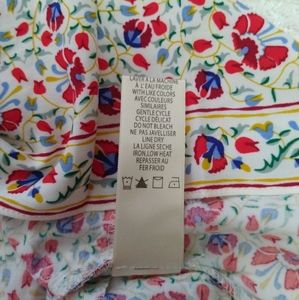 LAVER A LA MACHINE
À L'EAU FROIDE
WITH LIKE COLORS
AVEC COULEURS
SIMILAIRES
GENTLE CYCLE
CYCLE DÉLICAT
DO NOT BLEACH
NE PAS JAVELLISER
LINE DRY
LA LIGNE SECHE
IRON, LOW HEAT
REPASSER AU
FER FROID